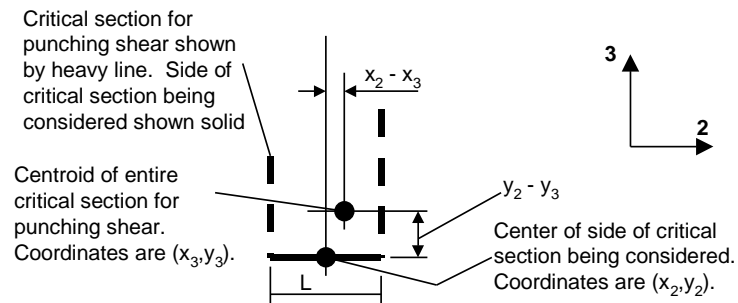 Critical section for
punching shear shown
by heavy line.  Side of
critical section being
considered shown solid
x₂ - x₃
3
2
Centroid of entire
critical section for
punching shear.
Coordinates are (x₃,y₃).
y₂ - y₃
Center of side of critical
section being considered.
Coordinates are (x₂,y₂).
L